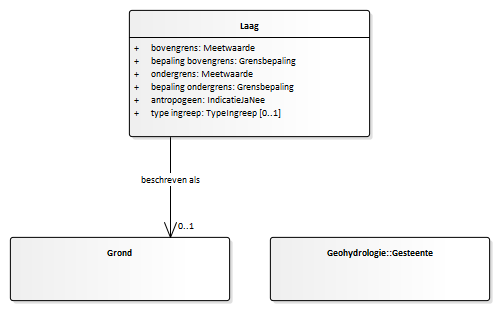 Laag
+ bovengrens: Meetwaarde
+ bepaling bovengrens: Grensbepaling
+ ondergrens: Meetwaarde
+ bepaling ondergrens: Grensbepaling
+ antropogeen: IndicatieJaNee
+ type ingreep: TypeIngreep [0..1]
beschreven als
0..1
Grond
Geohydrologie::Gesteente